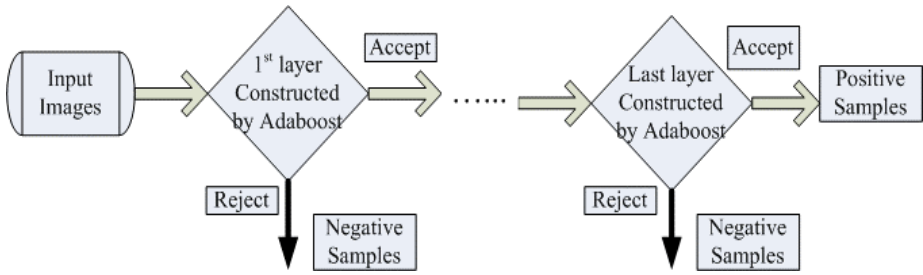 Input
Images
1st layer
Constructed
by Adaboost
Accept
Reject
Negative
Samples
......
Last layer
Constructed
by Adaboost
Accept
Positive
Samples
Reject
Negative
Samples